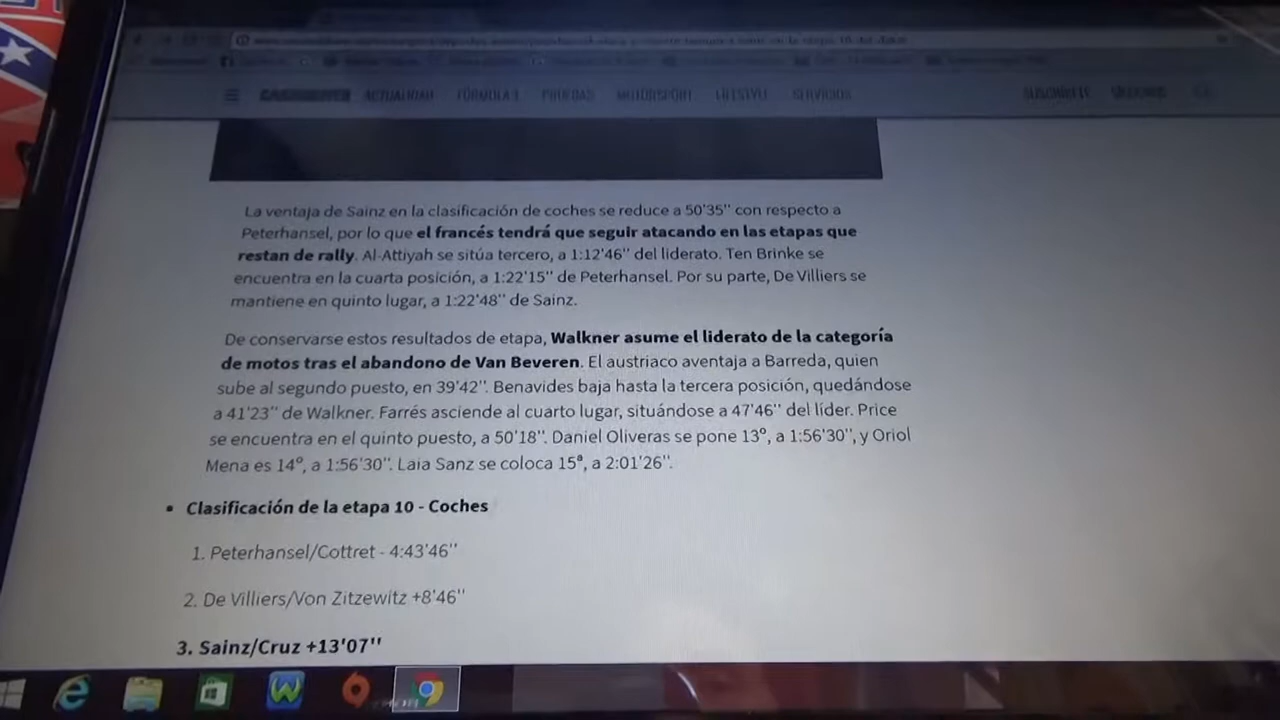 ACTUALIDAD FÓRMULA 1 PRUEBAS MOTORSPORT LIFESTYLE SERVICIOS
La ventaja de Sainz en la clasificación de coches se reduce a 50'35'' con respecto a
Peterhansel, por lo que el francés tendrá que seguir atacando en las etapas que
restan de rally. Al-Attiyah se sitúa tercero, a 1:12'46'' del liderato. Ten Brinke se
encuentra en la cuarta posición, a 1:22'15'' de Peterhansel. Por su parte, De Villiers se
mantiene en quinto lugar, a 1:22'48'' de Sainz.
De conservarse estos resultados de etapa, Walkner asume el liderato de la categoría
de motos tras el abandono de Van Beveren. El austriaco aventaja a Barreda, quien
sube al segundo puesto, en 39'42''. Benavides baja hasta la tercera posición, quedándose
a 41'23'' de Walkner. Farrés asciende al cuarto lugar, situándose a 47'46'' del líder. Price
se encuentra en el quinto puesto, a 50'18''. Daniel Oliveras se pone 13º, a 1:56'30'', y Oriol
Mena es 14º, a 1:56'30''. Laia Sanz se coloca 15ª, a 2:01'26''.
• Clasificación de la etapa 10 - Coches
1. Peterhansel/Cottret - 4:43'46''
2. De Villiers/Von Zitzewitz +8'46''
3. Sainz/Cruz +13'07''